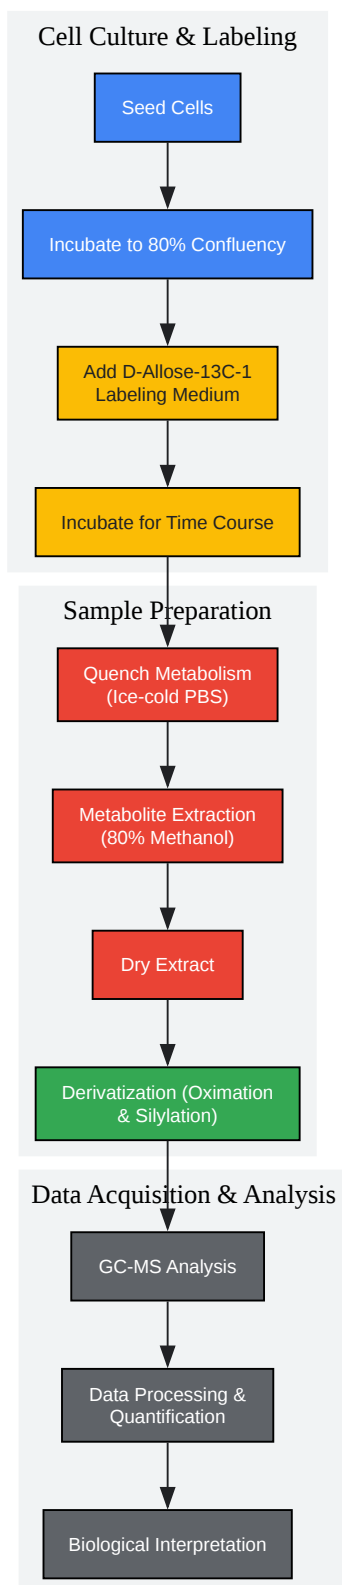 Cell Culture & Labeling
Seed Cells
Incubate to 80% Confluency
Add D-Allose-13C-1
Labeling Medium
Incubate for Time Course
Sample Preparation
Quench Metabolism
(Ice-cold PBS)
Metabolite Extraction
(80% Methanol)
Dry Extract
Derivatization (Oximation
& Silylation)
Data Acquisition & Analysis
GC-MS Analysis
Data Processing &
Quantification
Biological Interpretation